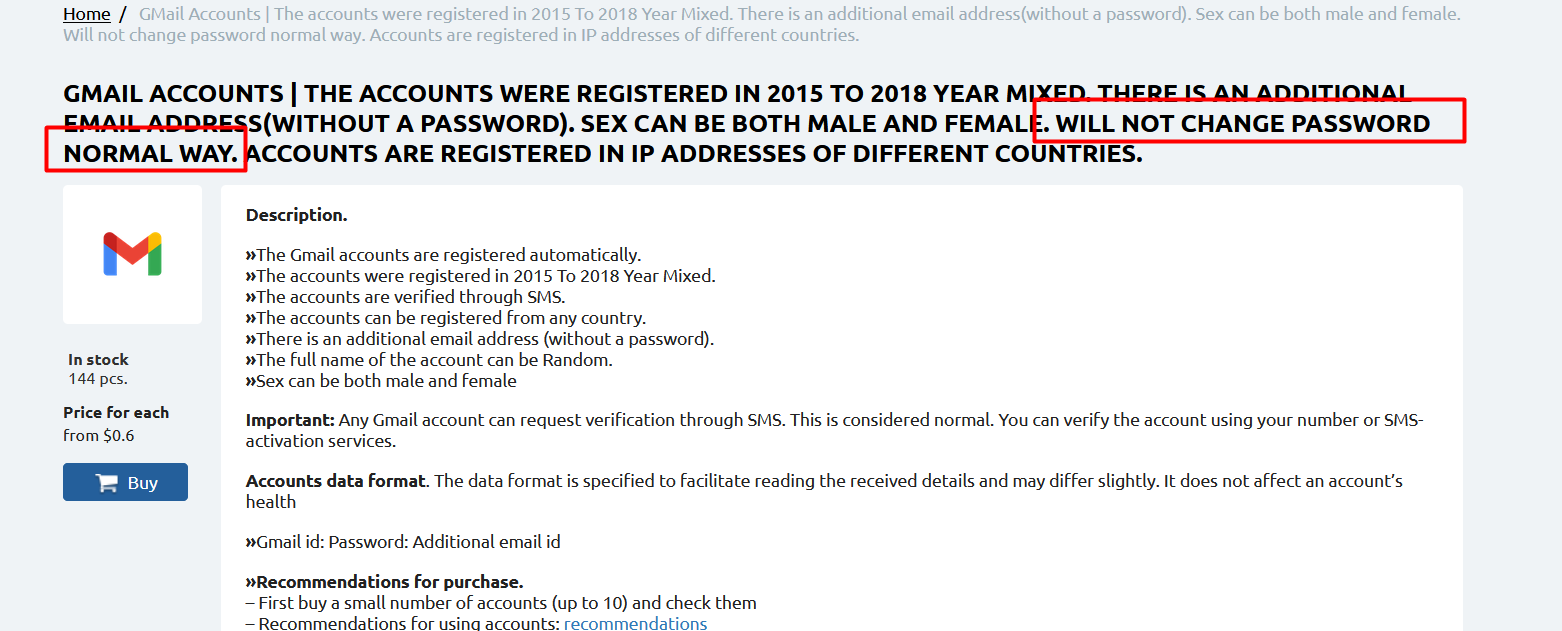 Home / GMail Accounts | The accounts were registered in 2015 To 2018 Year Mixed. There is an additional email address(without a password). Sex can be both male and female.
Will not change password normal way. Accounts are registered in IP addresses of different countries.
GMAIL ACCOUNTS | THE ACCOUNTS WERE REGISTERED IN 2015 TO 2018 YEAR MIXED. THERE IS AN ADDITIONAL
EMAIL ADDRESS(WITHOUT A PASSWORD). SEX CAN BE BOTH MALE AND FEMALE. WILL NOT CHANGE PASSWORD
NORMAL WAY. ACCOUNTS ARE REGISTERED IN IP ADDRESSES OF DIFFERENT COUNTRIES.
In stock
144 pcs.
Price for each
from $0.6
Buy
Description.
»The Gmail accounts are registered automatically.
»The accounts were registered in 2015 To 2018 Year Mixed.
»The accounts are verified through SMS.
»The accounts can be registered from any country.
»There is an additional email address (without a password).
»The full name of the account can be Random.
»Sex can be both male and female
Important: Any Gmail account can request verification through SMS. This is considered normal. You can verify the account using your number or SMS-
activation services.
Accounts data format. The data format is specified to facilitate reading the received details and may differ slightly. It does not affect an account’s
health
»Gmail id: Password: Additional email id
»Recommendations for purchase.
– First buy a small number of accounts (up to 10) and check them
– Recommendations for using accounts: recommendations